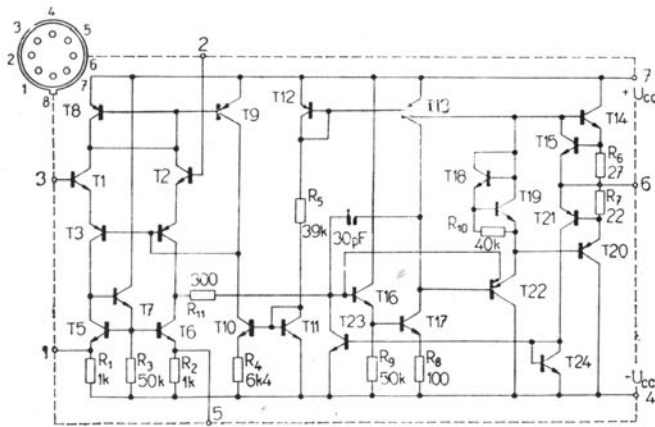 4
3
5
2
6
1
7
8
2
7
+ Ucc
T8
T9
T12
T13
T14
T15
R6
27
3
T1
T2
T18
6
R5
39k
T19
T21
R7
22
T3
30pF
R10
40k
T20
300
R11
T7
T16
T22
T5
T6
T10
T11
T23
T17
1
R1
1k
R3
50k
R2
1k
R4
6k4
R9
50k
R8
100
T24
-Ucc
4
5